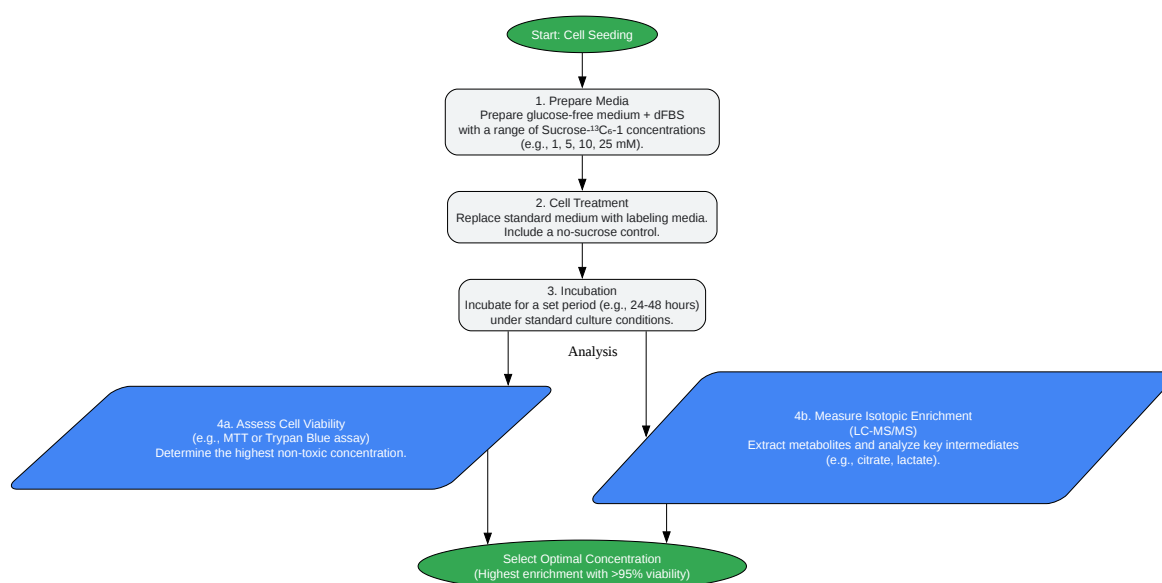 Start: Cell Seeding
1. Prepare Media
Prepare glucose-free medium + dFBS
with a range of Sucrose-¹³C₆-1 concentrations
(e.g., 1, 5, 10, 25 mM).
2. Cell Treatment
Replace standard medium with labeling media.
Include a no-sucrose control.
3. Incubation
Incubate for a set period (e.g., 24-48 hours)
under standard culture conditions.
Analysis
4a. Assess Cell Viability
(e.g., MTT or Trypan Blue assay)
Determine the highest non-toxic concentration.
4b. Measure Isotopic Enrichment
(LC-MS/MS)
Extract metabolites and analyze key intermediates
(e.g., citrate, lactate).
Select Optimal Concentration
(Highest enrichment with >95% viability)